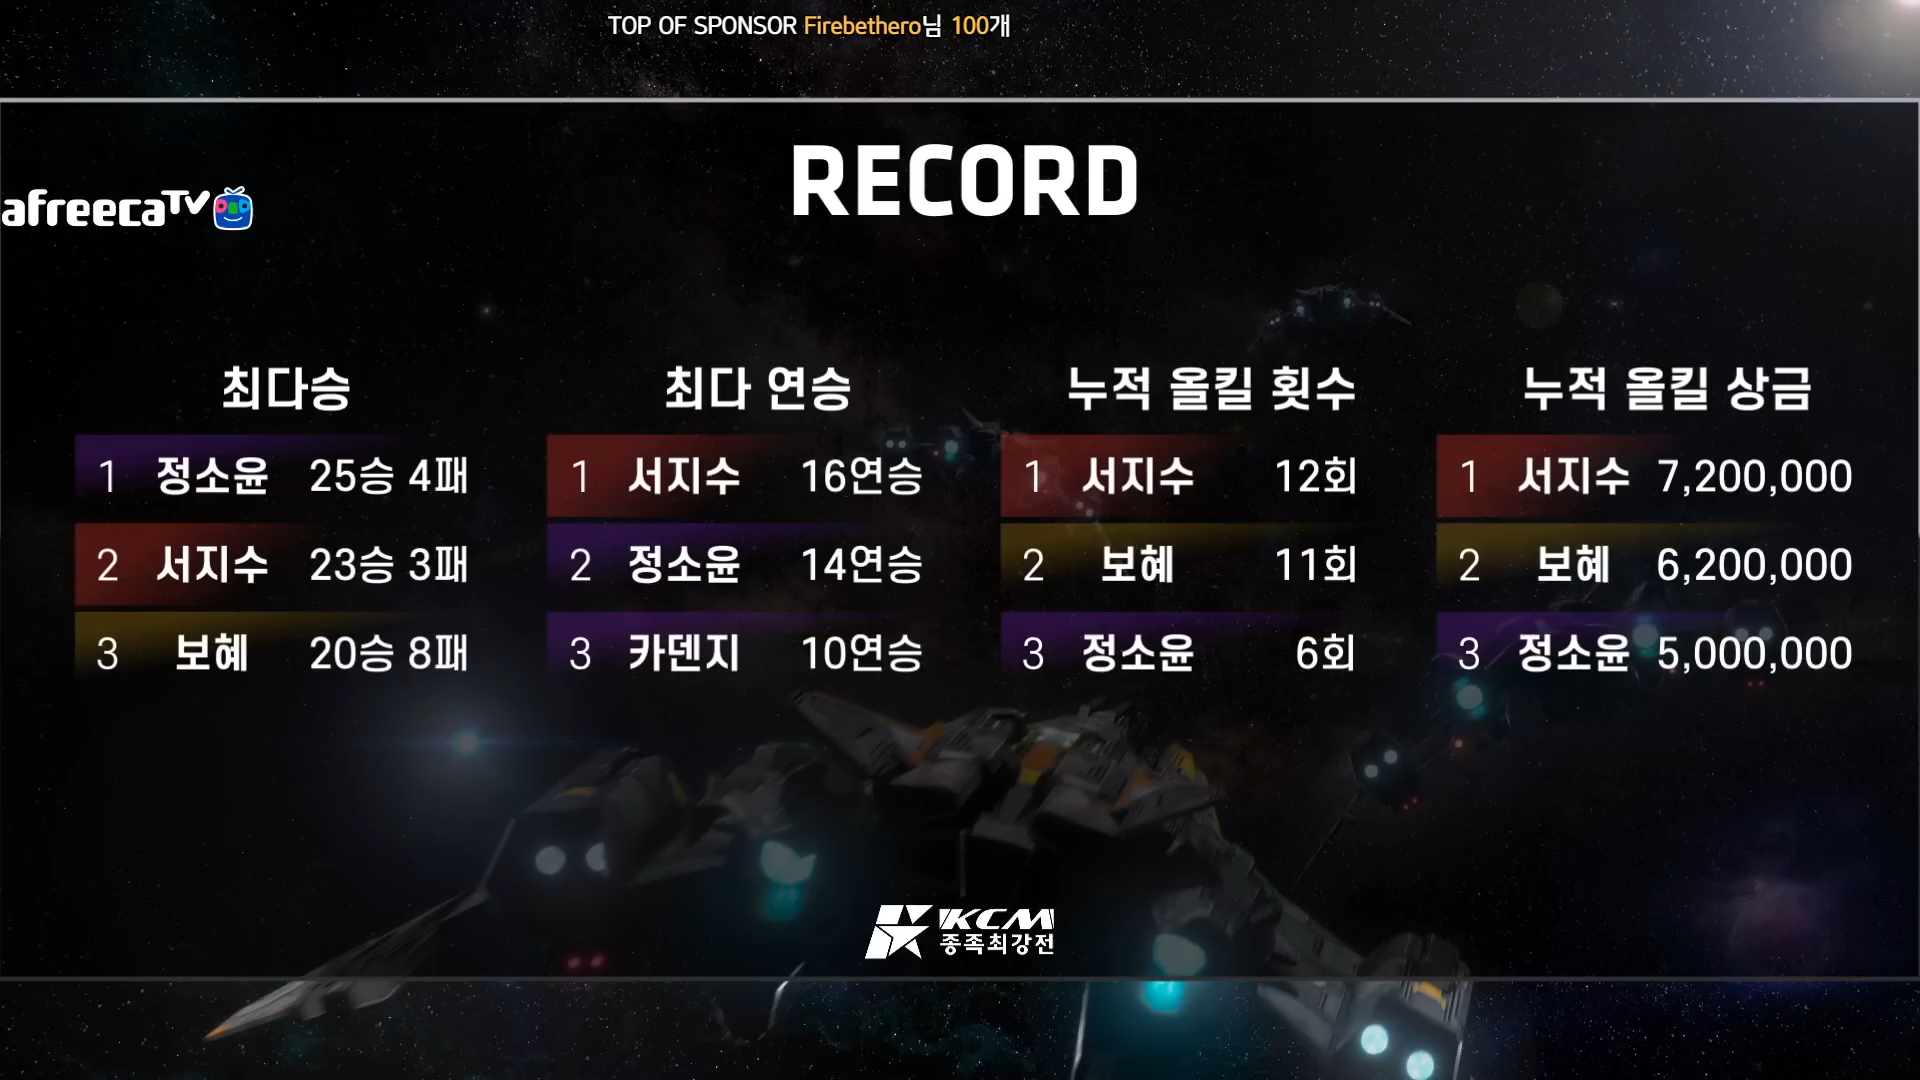 TOP OF SPONSOR Firebethero님 100개
RECORD
afreecaTV
최다승
1 정소윤 25승 4패
2 서지수 23승 3패
3 보혜 20승 8패
최다 연승
1 서지수 16연승
2 정소윤 14연승
3 카덴지 10연승
누적 올킬 횟수
1 서지수 12회
2 보혜 11회
3 정소윤 6회
누적 올킬 상금
1 서지수 7,200,000
2 보혜 6,200,000
3 정소윤 5,000,000
KCM
종족최강전